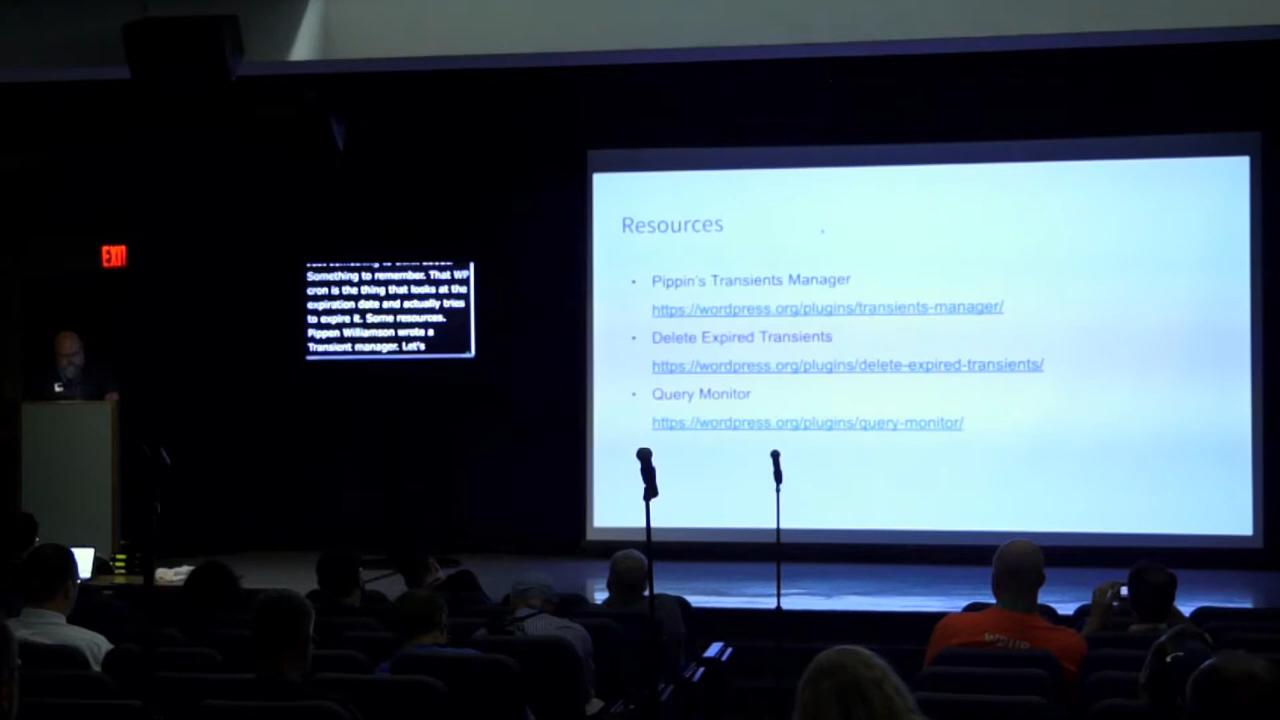 EXIT
Something to remember. That WP
cron is the thing that looks at the
expiration date and actually tries
to expire it. Some resources.
Pippen Williamson wrote a
Transient manager. Let's
Resources
• Pippin's Transients Manager
https://wordpress.org/plugins/transients-manager/
• Delete Expired Transients
https://wordpress.org/plugins/delete-expired-transients/
• Query Monitor
https://wordpress.org/plugins/query-monitor/